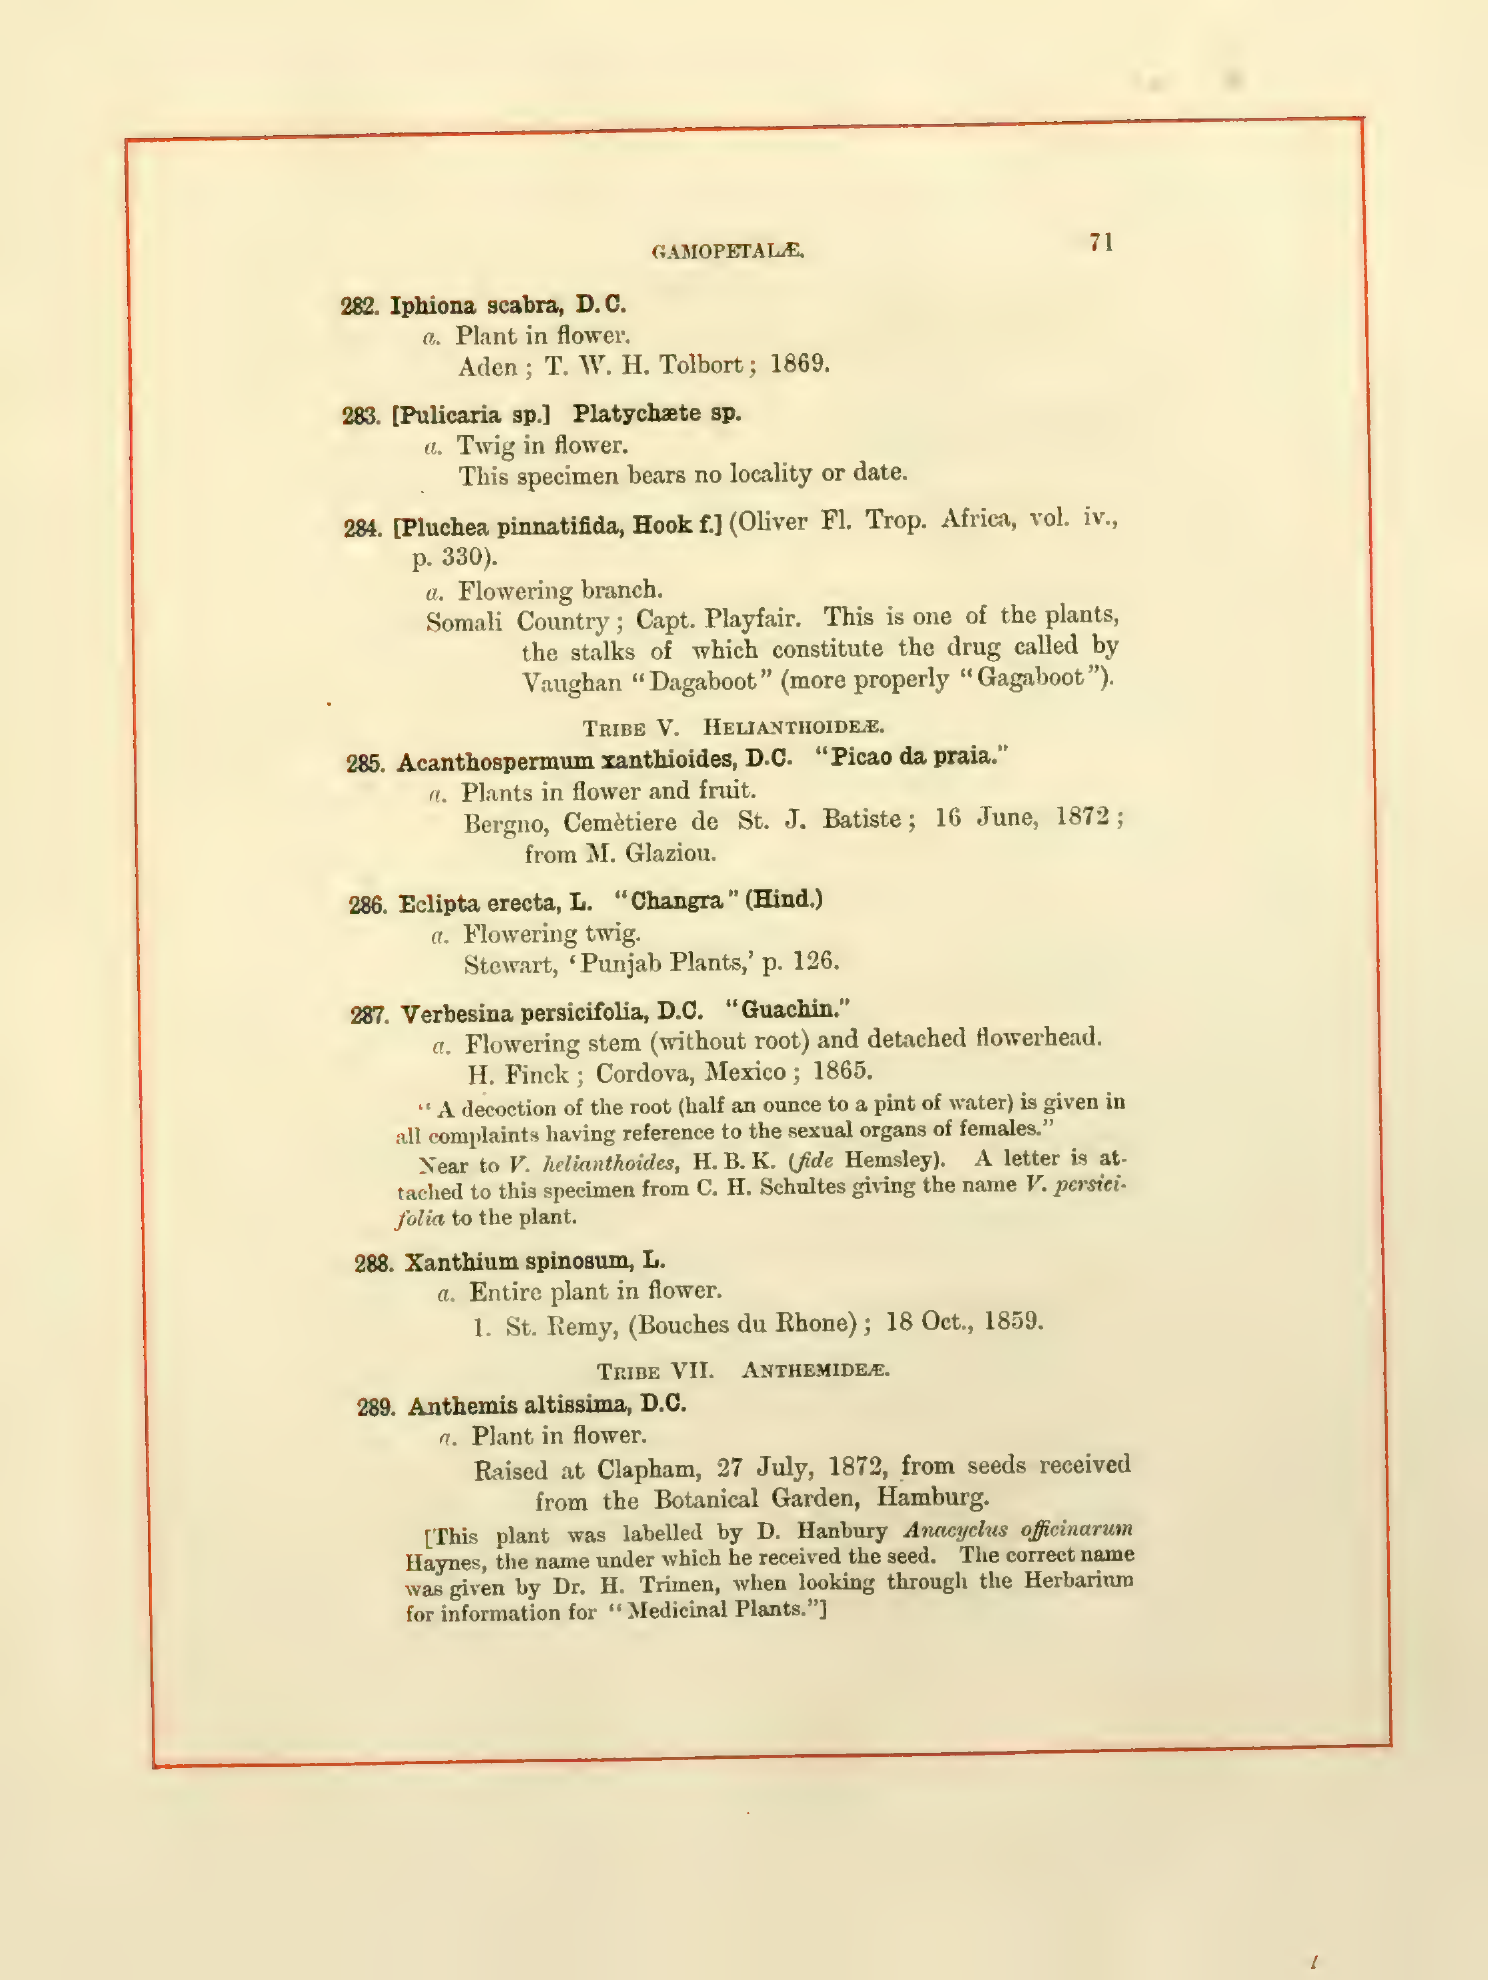 GAMOPETALÆ.
71
282. Iphiona scabra, D.C.
a. Plant in flower.
Aden; T. W. H. Tolbort; 1869.
283. [Pulicaria sp.] Platychæte sp.
a. Twig in flower.
This specimen bears no locality or date.
284. [Pluchea pinnatifida, Hook f.] (Oliver Fl. Trop. Africa, vol. iv.,
p. 330).
a. Flowering branch.
Somali Country; Capt. Playfair. This is one of the plants,
the stalks of which constitute the drug called by
Vaughan "Dagaboot" (more properly "Gagaboot").
TRIBE V. HELIANTHOIDEÆ.
285. Acanthospermum xanthioides, D.C. "Picao da praia."
a. Plants in flower and fruit.
Bergno, Cemètiere de St. J. Batiste; 16 June, 1872;
from M. Glaziou.
286. Eclipta erecta, L. "Changra" (Hind.)
a. Flowering twig.
Stewart, 'Punjab Plants,' p. 126.
287. Verbesina persicifolia, D.C. "Guachin."
a. Flowering stem (without root) and detached flowerhead.
H. Finck; Cordova, Mexico; 1865.
"A decoction of the root (half an ounce to a pint of water) is given in
all complaints having reference to the sexual organs of females."
Near to V. helianthoides, H. B. K. (fide Hemsley). A letter is at-
tached to this specimen from C. H. Schultes giving the name V. persici-
folia to the plant.
288. Xanthium spinosum, L.
a. Entire plant in flower.
1. St. Remy, (Bouches du Rhone); 18 Oct., 1859.
TRIBE VII. ANTHEMIDEÆ.
289. Anthemis altissima, D.C.
a. Plant in flower.
Raised at Clapham, 27 July, 1872, from seeds received
from the Botanical Garden, Hamburg.
[This plant was labelled by D. Hanbury Anacyclus officinarum
Haynes, the name under which he received the seed. The correct name
was given by Dr. H. Trimen, when looking through the Herbarium
for information for "Medicinal Plants."]
l